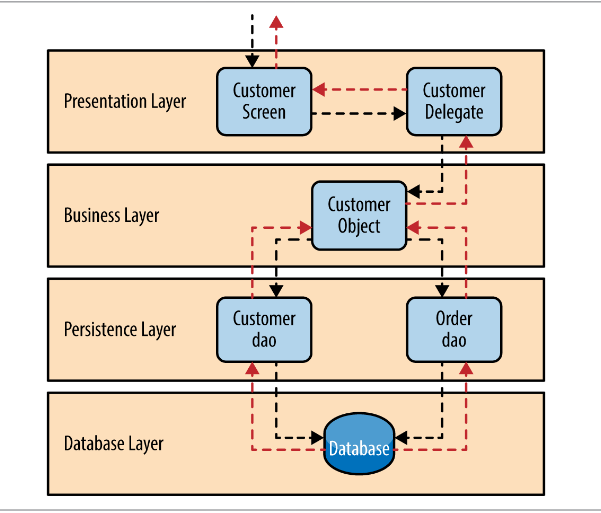 Presentation Layer
Customer
Screen
Customer
Delegate
Business Layer
Customer
Object
Persistence Layer
Customer
dao
Order
dao
Database Layer
Database